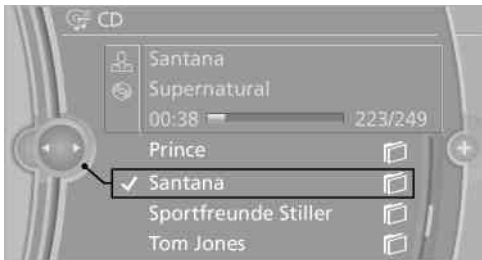 CD
Santana
Supernatural
00:38 223/249
Prince
Santana
Sportfreunde Stiller
Tom Jones